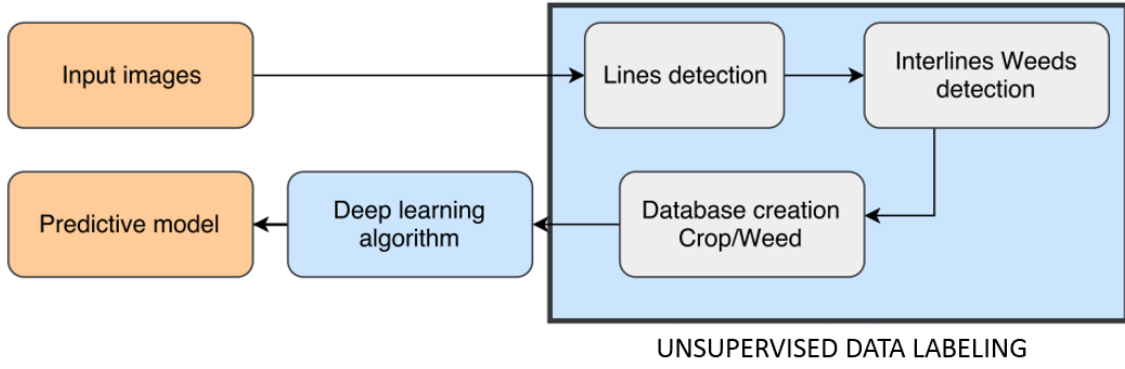 Input images
Lines detection
Interlines Weeds
detection
Predictive model
Deep learning
algorithm
Database creation
Crop/Weed
UNSUPERVISED DATA LABELING